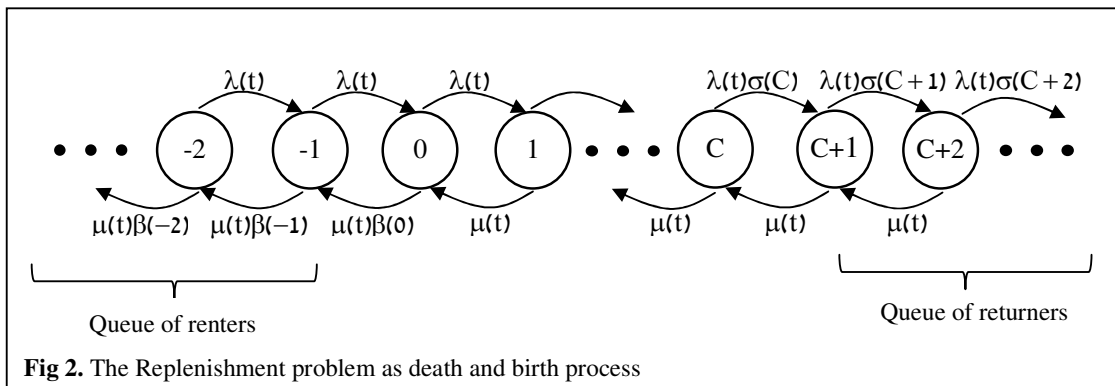 λ(t) λ(t) λ(t) λ(t)σ(C) λ(t)σ(C+1) λ(t)σ(C+2)
-2 -1 0 1 C C+1 C+2
μ(t)β(−2) μ(t)β(−1) μ(t)β(0) μ(t) μ(t) μ(t) μ(t)
Queue of renters Queue of returners
Fig 2. The Replenishment problem as death and birth process